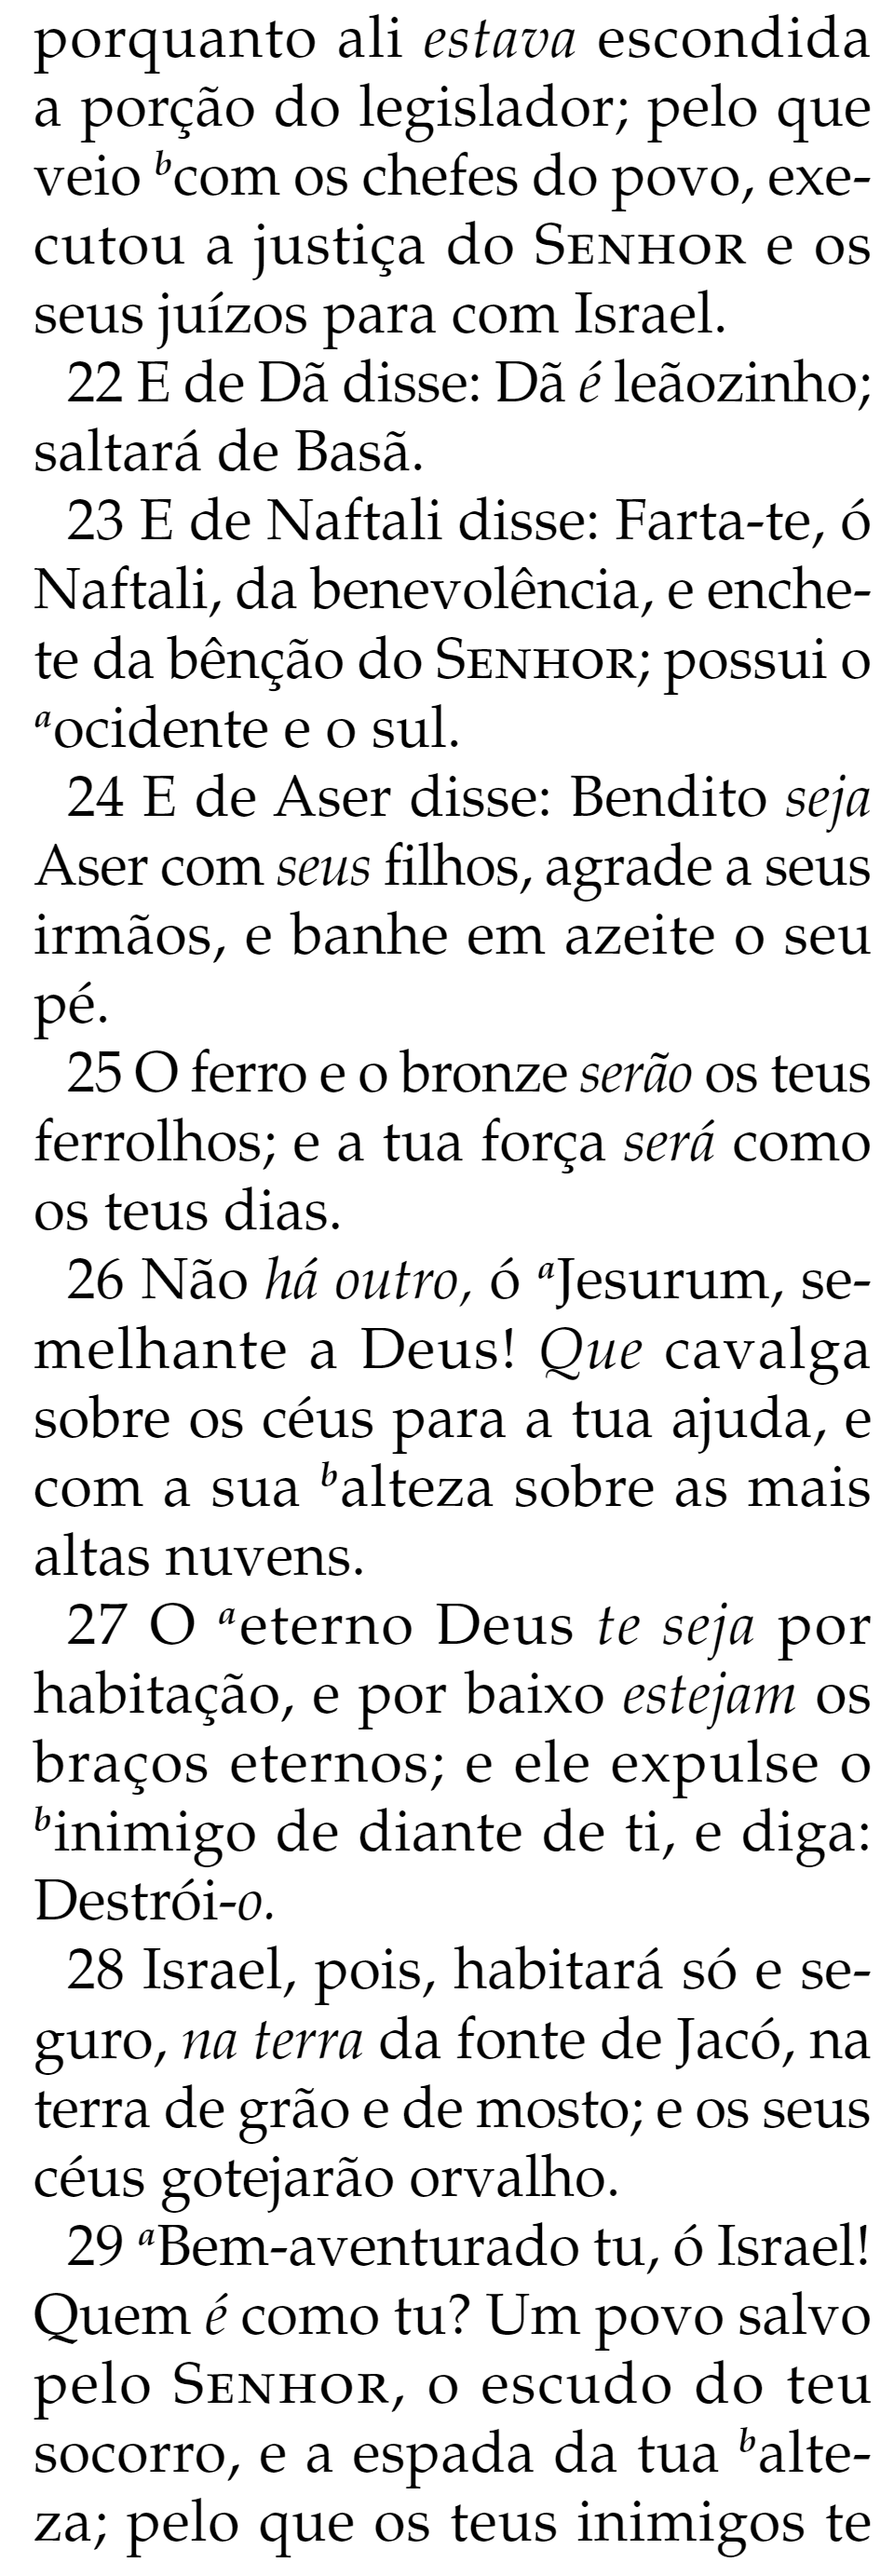 porquanto ali estava escondida
a porção do legislador; pelo que
veio bcom os chefes do povo, exe-
cutou a justiça do SENHOR e os
seus juízos para com Israel.
22 E de Dã disse: Dã é leãozinho;
saltará de Basã.
23 E de Naftali disse: Farta-te, ó
Naftali, da benevolência, e enche-
te da bênção do SENHOR; possui o
aocidente e o sul.
24 E de Aser disse: Bendito seja
Aser com seus filhos, agrade a seus
irmãos, e banhe em azeite o seu
pé.
25 O ferro e o bronze serão os teus
ferrolhos; e a tua força será como
os teus dias.
26 Não há outro, ó aJesurum, se-
melhante a Deus! Que cavalga
sobre os céus para a tua ajuda, e
com a sua balteza sobre as mais
altas nuvens.
27 O aeterno Deus te seja por
habitação, e por baixo estejam os
braços eternos; e ele expulse o
binimigo de diante de ti, e diga:
Destrói-o.
28 Israel, pois, habitará só e se-
guro, na terra da fonte de Jacó, na
terra de grão e de mosto; e os seus
céus gotejarão orvalho.
29 aBem-aventurado tu, ó Israel!
Quem é como tu? Um povo salvo
pelo SENHOR, o escudo do teu
socorro, e a espada da tua balte-
za; pelo que os teus inimigos te